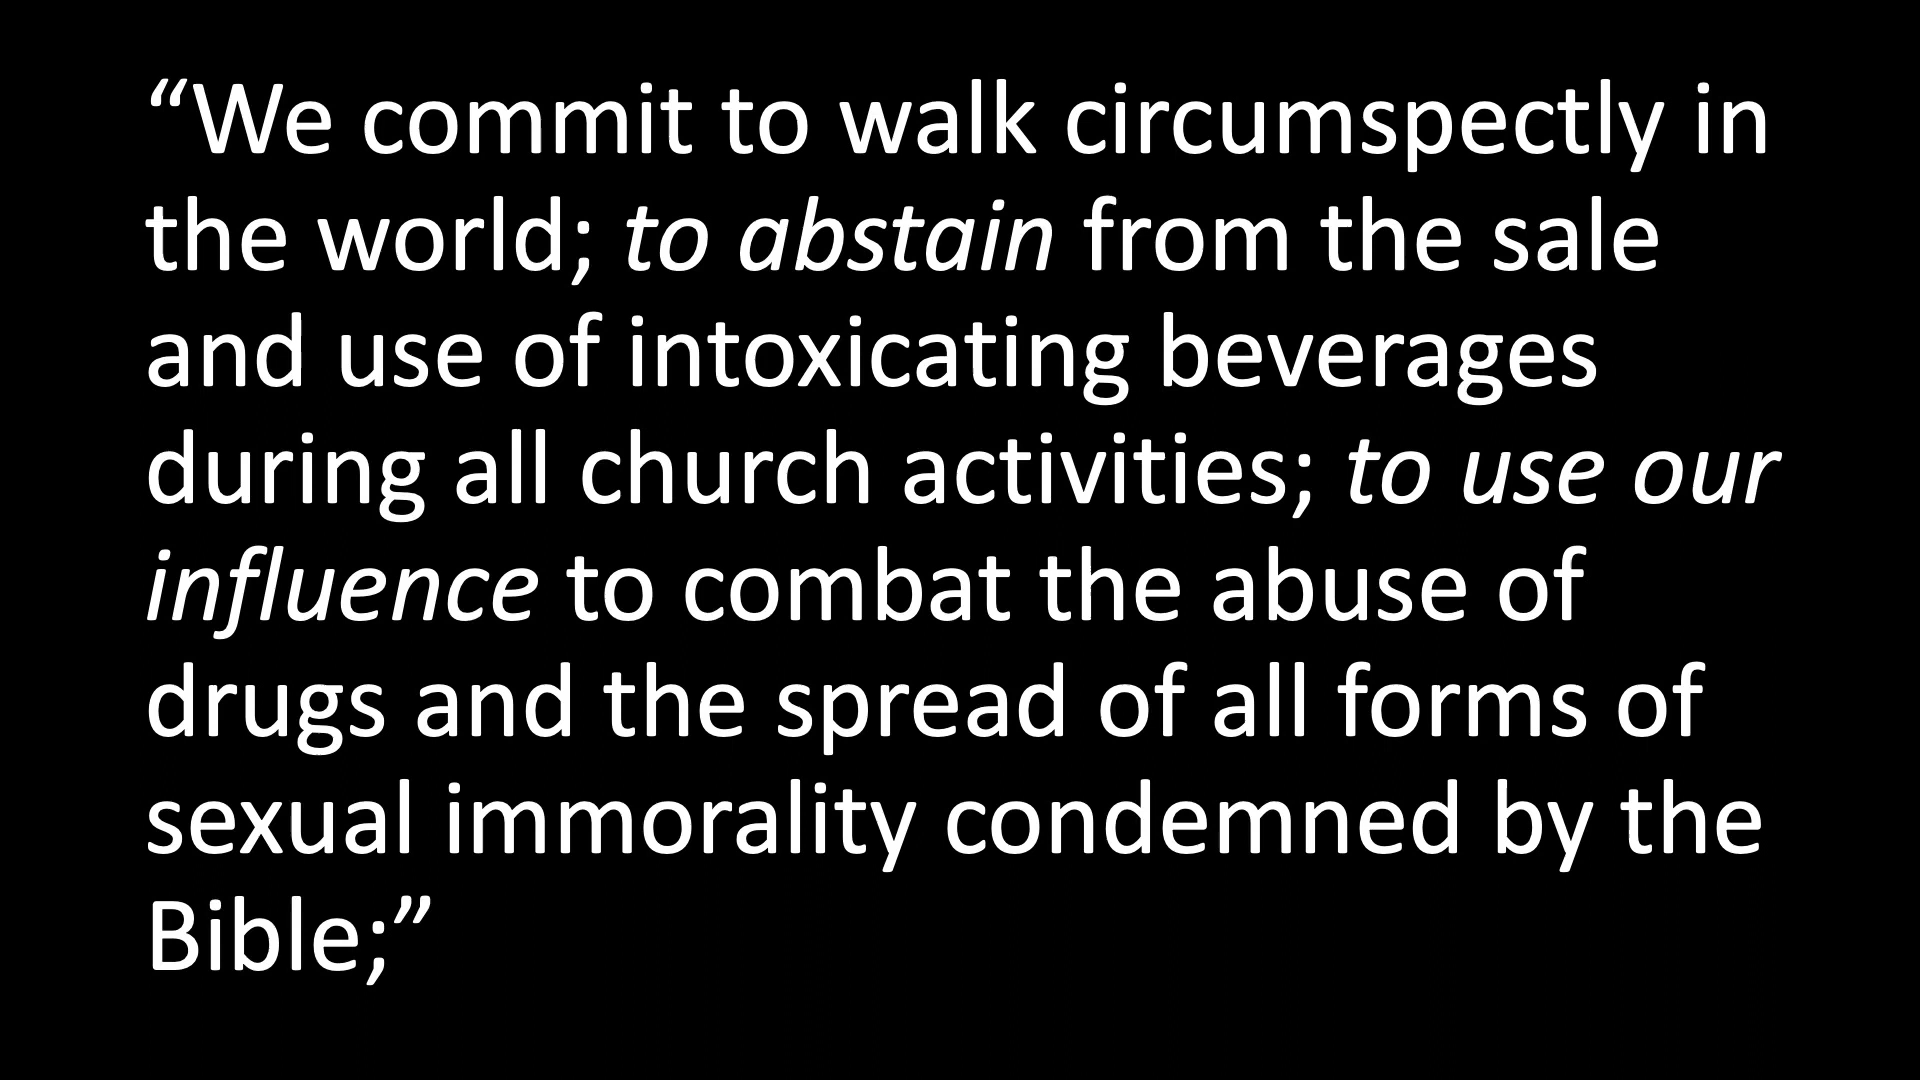 “We commit to walk circumspectly in
the world; to abstain from the sale
and use of intoxicating beverages
during all church activities; to use our
influence to combat the abuse of
drugs and the spread of all forms of
sexual immorality condemned by the
Bible;”